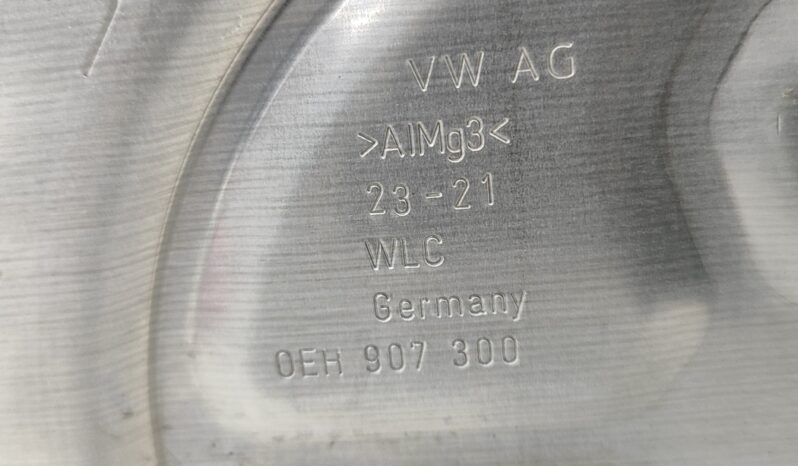 VW AG
>AlMg3<
23-21
WLC
Germany
0EH 907 300